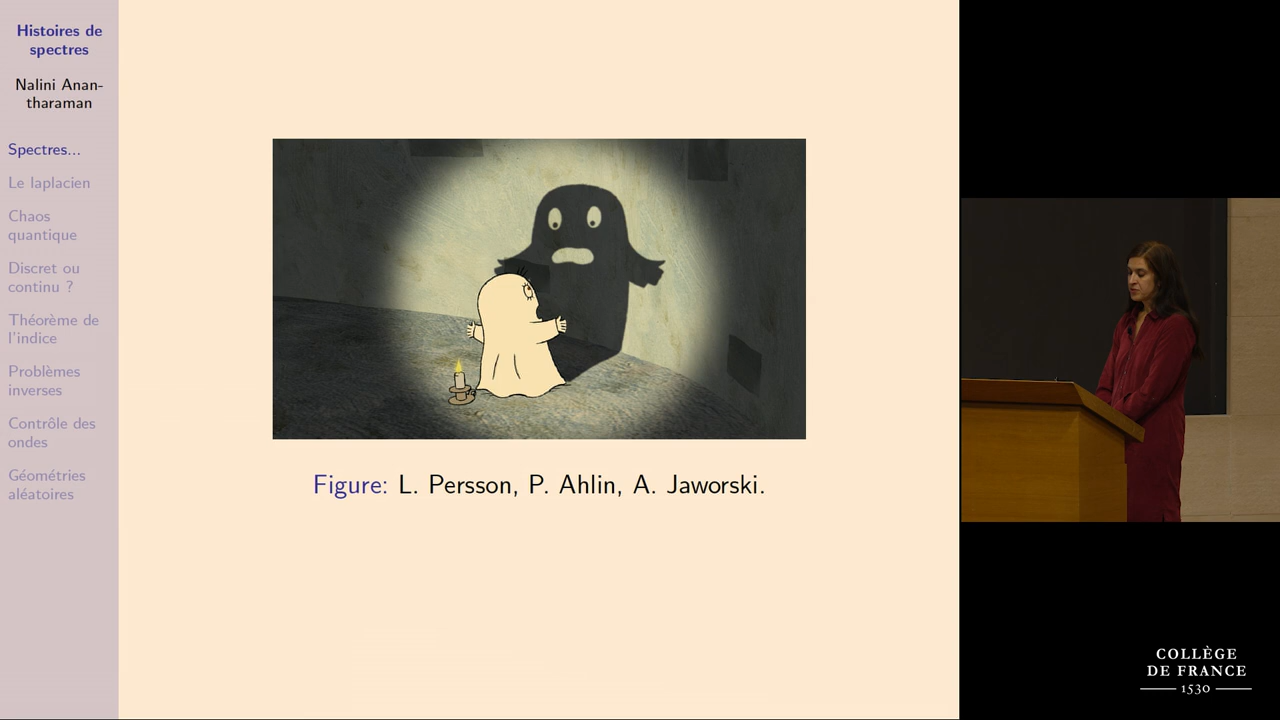 Histoires de
spectres
Nalini Anan-
tharaman
Spectres...
Le laplacien
Chaos
quantique
Discret ou
continu ?
Théorème de
l'indice
Problèmes
inverses
Contrôle des
ondes
Géométries
aléatoires
Figure: L. Persson, P. Ahlin, A. Jaworski.
COLLÈGE
DE FRANCE
1530